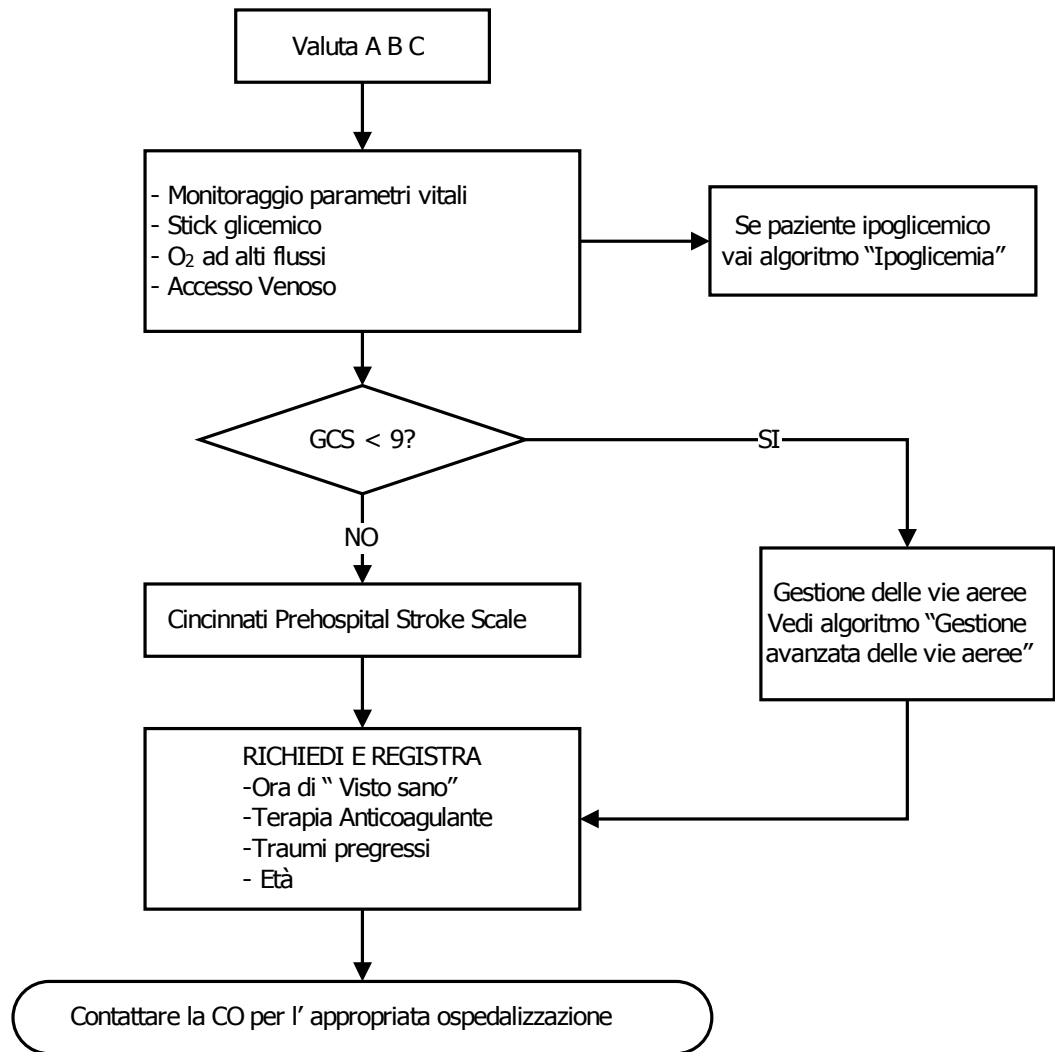 Valuta A B C
- Monitoraggio parametri vitali
- Stick glicemico
- O2 ad alti flussi
- Accesso Venoso
Se paziente ipoglicemico
vai algoritmo “Ipoglicemia”
GCS < 9?
SI
NO
Cincinnati Prehospital Stroke Scale
Gestione delle vie aeree
Vedi algoritmo “Gestione
avanzata delle vie aeree”
RICHIEDI E REGISTRA
-Ora di “ Visto sano”
-Terapia Anticoagulante
-Traumi pregressi
- Età
Contattare la CO per l’ appropriata ospedalizzazione